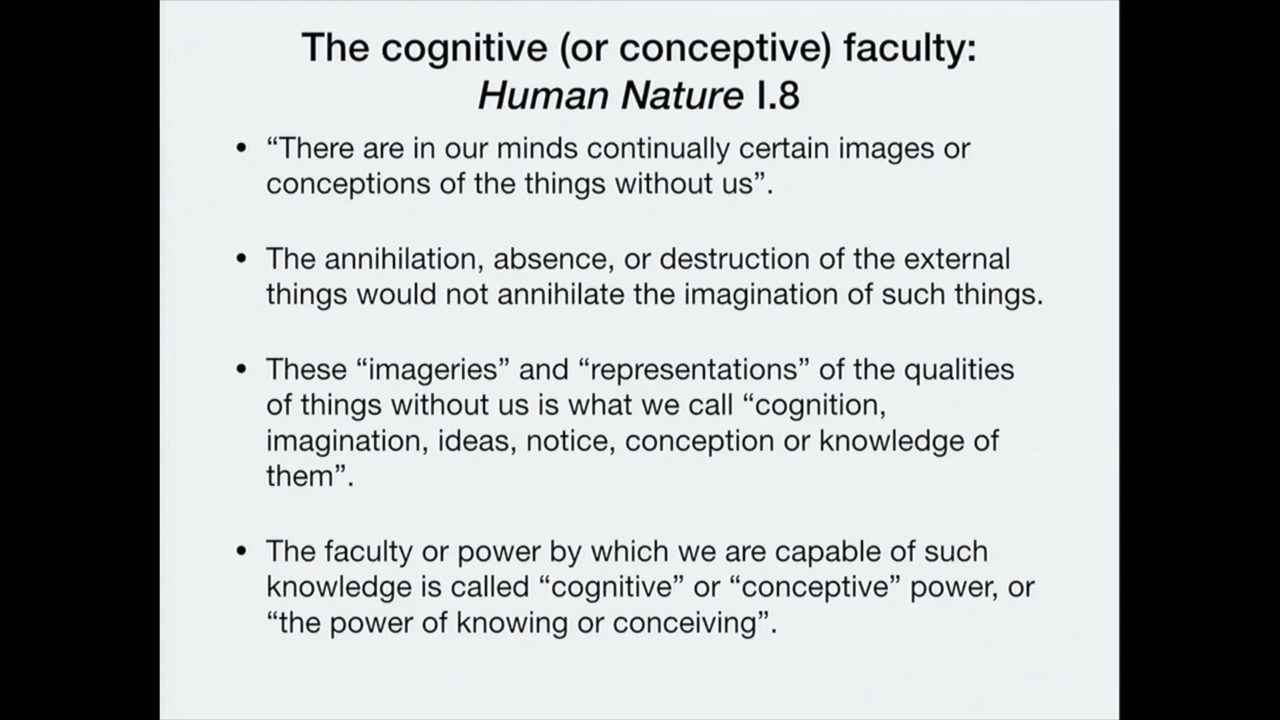 The cognitive (or conceptive) faculty:
Human Nature I.8
• “There are in our minds continually certain images or
conceptions of the things without us”.
• The annihilation, absence, or destruction of the external
things would not annihilate the imagination of such things.
• These “imageries” and “representations” of the qualities
of things without us is what we call “cognition,
imagination, ideas, notice, conception or knowledge of
them”.
• The faculty or power by which we are capable of such
knowledge is called “cognitive” or “conceptive” power, or
“the power of knowing or conceiving”.